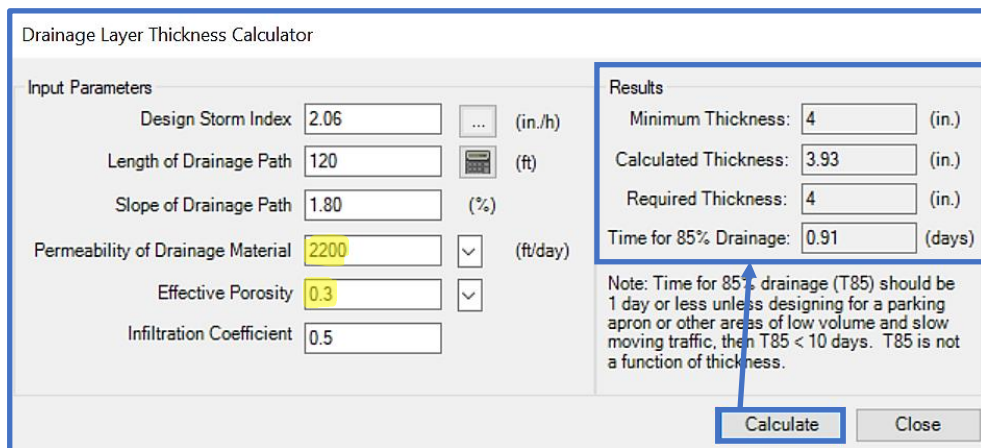 Drainage Layer Thickness Calculator
Input Parameters
Design Storm Index 2.06 ... (in./h)
Length of Drainage Path 120 (ft)
Slope of Drainage Path 1.80 (%)
Permeability of Drainage Material 2200 (ft/day)
Effective Porosity 0.3
Infiltration Coefficient 0.5
Results
Minimum Thickness: 4 (in.)
Calculated Thickness: 3.93 (in.)
Required Thickness: 4 (in.)
Time for 85% Drainage: 0.91 (days)
Note: Time for 85% drainage (T85) should be
1 day or less unless designing for a parking
apron or other areas of low volume and slow
moving traffic, then T85 < 10 days. T85 is not
a function of thickness.
Calculate Close